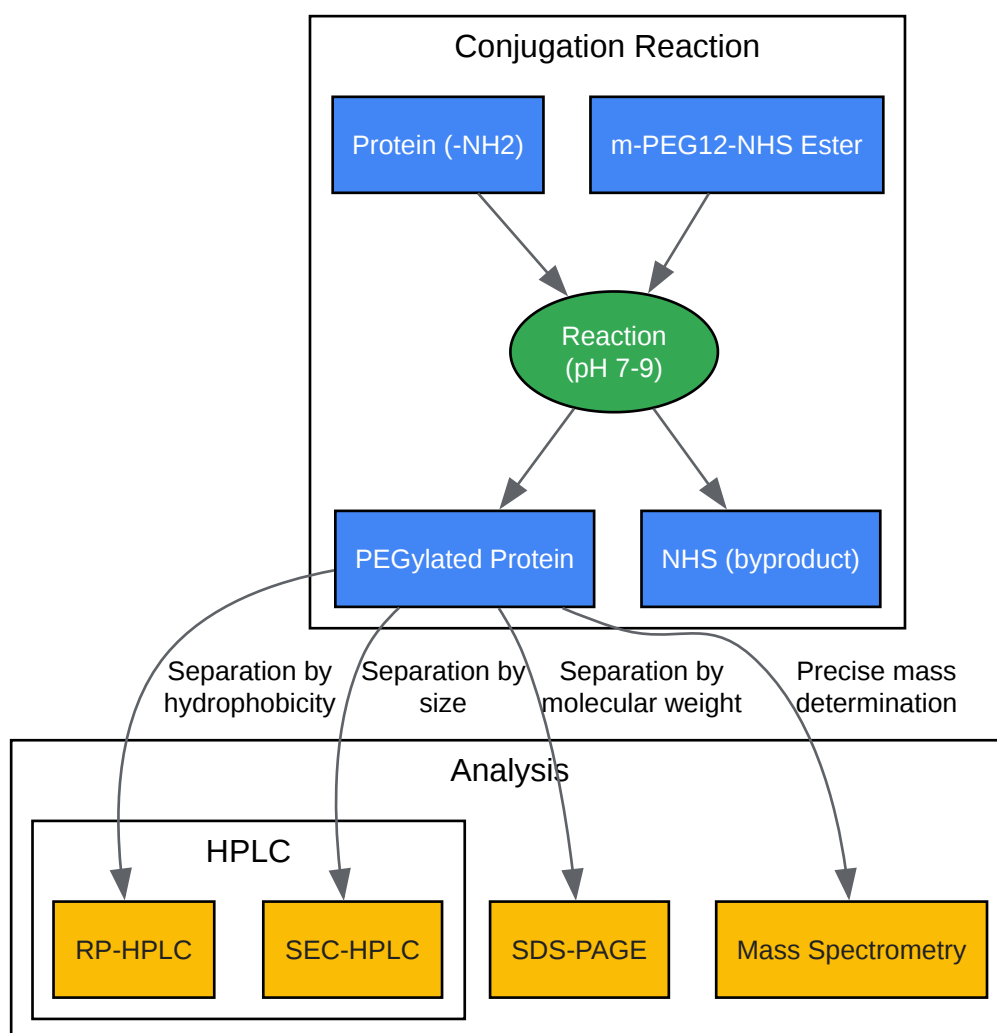 Conjugation Reaction
Protein (-NH2)
m-PEG12-NHS Ester
Reaction
(pH 7-9)
PEGylated Protein
NHS (byproduct)
Separation by
hydrophobicity
Separation by
size
Separation by
molecular weight
Precise mass
determination
Analysis
HPLC
RP-HPLC
SEC-HPLC
SDS-PAGE
Mass Spectrometry